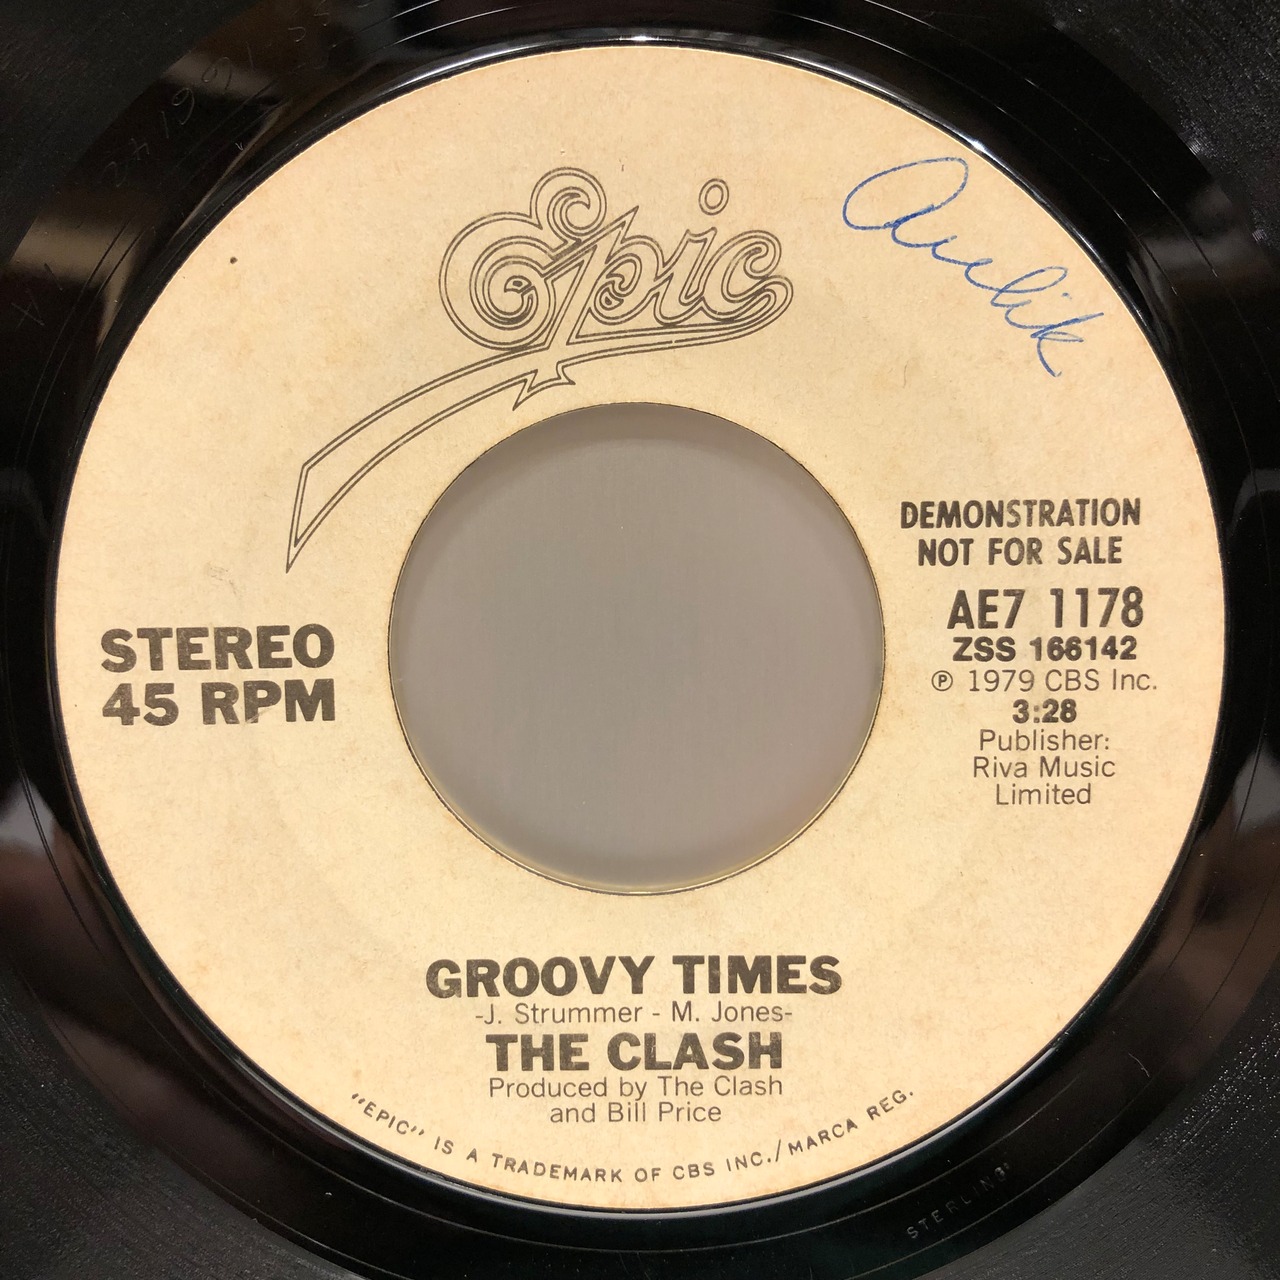 Epic
DEMONSTRATION
NOT FOR SALE
AE7 1178
ZSS 166142
℗ 1979 CBS Inc.
3:28
Publisher:
Riva Music
Limited
STEREO
45 RPM
GROOVY TIMES
-J. Strummer - M. Jones-
THE CLASH
Produced by The Clash
and Bill Price
"EPIC" IS A TRADEMARK OF CBS INC./MARCA REG.
STERLING